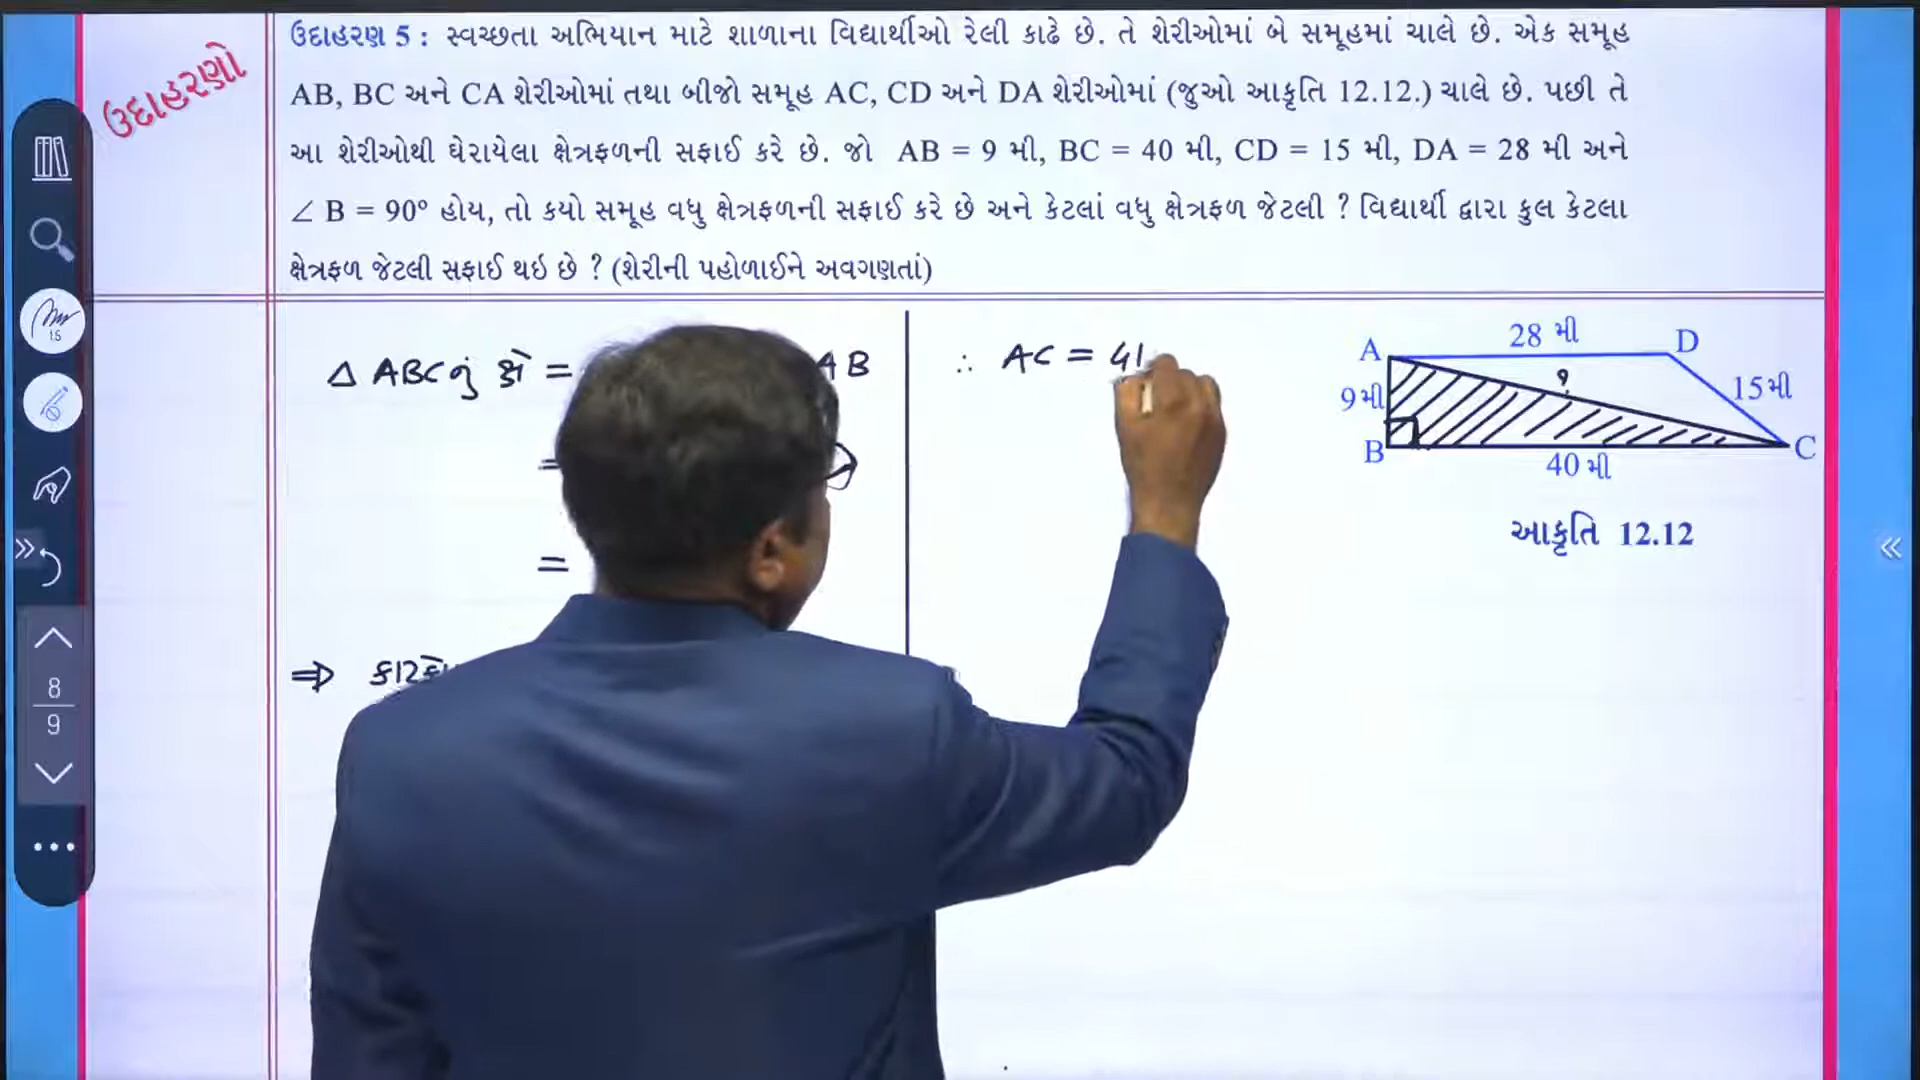 ઉદાહરણો
ઉદાહરણ 5 : સ્વચ્છતા અભિયાન માટે શાળાના વિદ્યાર્થીઓ રેલી કાઢે છે. તે શેરીઓમાં બે સમૂહમાં ચાલે છે. એક સમૂહ
AB, BC અને CA શેરીઓમાં તથા બીજો સમૂહ AC, CD અને DA શેરીઓમાં (જુઓ આકૃતિ 12.12.) ચાલે છે. પછી તે
આ શેરીઓથી ઘેરાયેલા ક્ષેત્રફળની સફાઈ કરે છે. જો AB = 9 મી, BC = 40 મી, CD = 15 મી, DA = 28 મી અને
∠ B = 90° હોય, તો કયો સમૂહ વધુ ક્ષેત્રફળની સફાઈ કરે છે અને કેટલાં વધુ ક્ષેત્રફળ જેટલી ? વિદ્યાર્થી દ્વારા કુલ કેટલા
ક્ષેત્રફળ જેટલી સફાઈ થઇ છે ? (શેરીની પહોળાઈને અવગણતાં)
△ ABCનું ક્ષે =
AB
=
=
⇒
∴ AC = 41
28 મી
A
D
9 મી
?
15 મી
B
40 મી
C
આકૃતિ 12.12
15
8
9